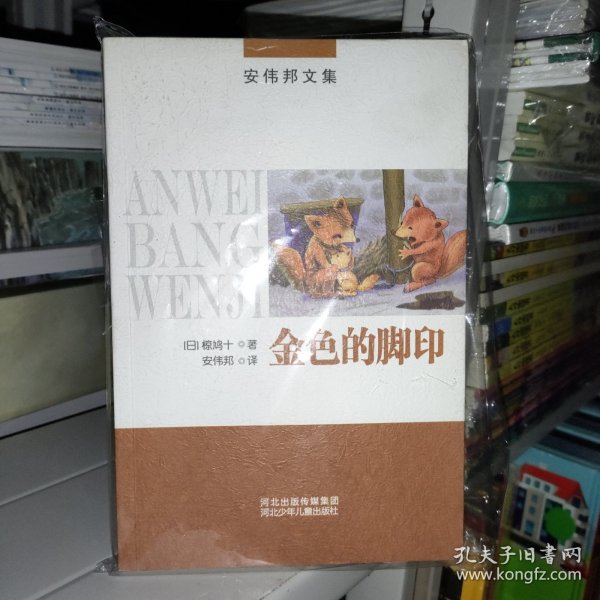 安伟邦文集
ANWEI
BANG
WENJI
[日]椋鸠十 著
安伟邦 译
金色的脚印
河北出版传媒集团
河北少年儿童出版社
孔夫子旧书网
www.kongfz.com